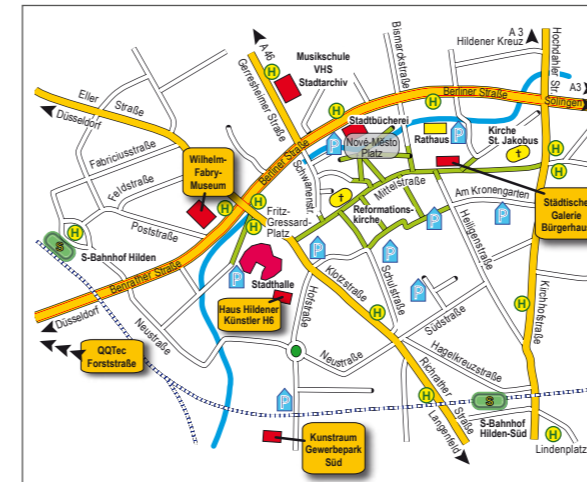 A 3
Hildener Kreuz
Hochdahler Str.
A3
A 46
Gerresheimer Straße
Musikschule
VHS
Stadtarchiv
Bismarckstraße
H
H
H
H
Eller
Straße
Düsseldorf
Berliner Straße
Solingen
Stadtbücherei
Nové-Město
Platz
Rathaus
P
P
Kirche
St. Jakobus
Fabriciusstraße
Feldstraße
Wilhelm-
Fabry-
Museum
Berliner Straße
Schwanenstr.
Mittelstraße
Am Kronengarten
H
Städtische
Galerie
Bürgerhaus
H
H
H
Fritz-
Gressard-
Platz
Reformations-
kirche
P
P
Heiligenstraße
H
S
S-Bahnhof Hilden
Poststraße
Benrather Straße
P
P
Stadthalle
Klotzstraße
Schulstraße
P
Kirchhofstraße
Haus Hildener
Künstler H6
Hofstraße
Südstraße
H
Düsseldorf
Neustraße
QQTec
Forststraße
Neustraße
Hagelkreuzstraße
Richrather
Straße
P
H
S
S-Bahnhof
Hilden-Süd
Langenfeld
H
Lindenplatz
Kunstraum
Gewerbepark
Süd